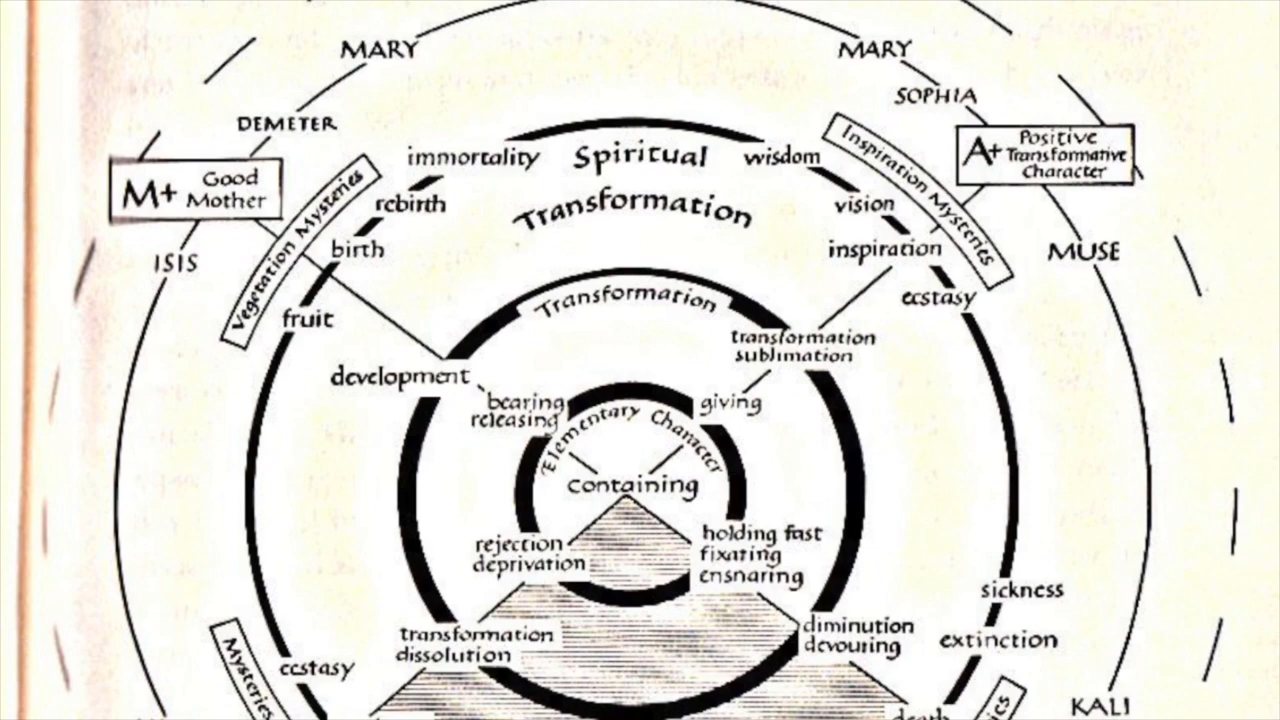 MARY
MARY
SOPHIA
DEMETER
M+ Good
Mother
A+ Positive
Transformative
Character
ISIS
MUSE
Vegetation Mysteries
Inspiration Mysteries
immortality
Spiritual
wisdom
rebirth
Transformation
vision
birth
inspiration
fruit
ecstasy
Transformation
transformation
sublimation
development
bearing
releasing
giving
Elementary Character
containing
rejection
deprivation
holding fast
fixating
ensnaring
sickness
transformation
dissolution
diminution
devouring
extinction
ecstasy
Mysteries
death
KALI